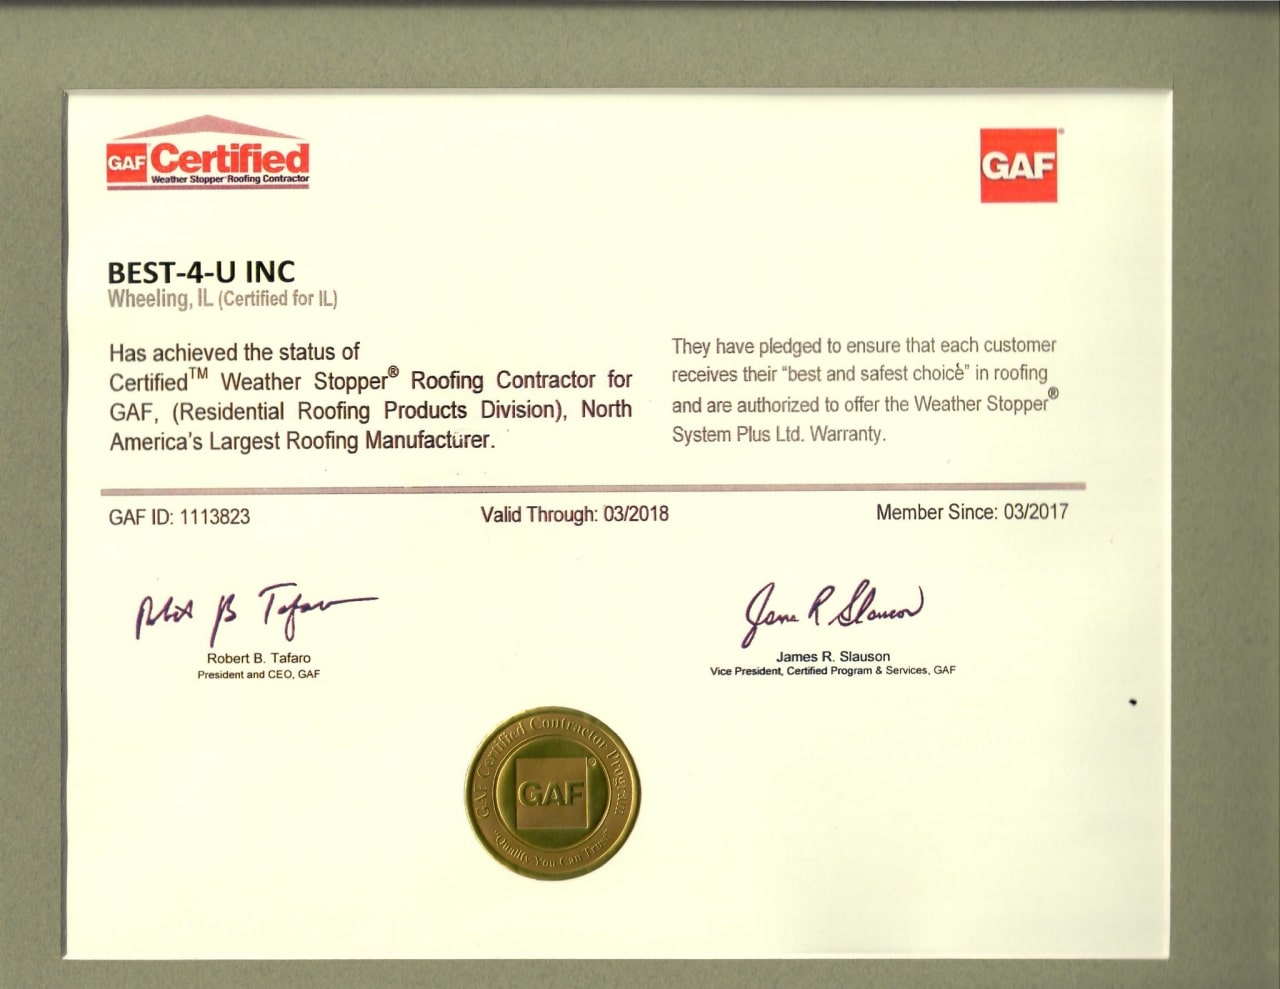 GAF Certified
Weather Stopper® Roofing Contractor
GAF®
BEST-4-U INC
Wheeling, IL (Certified for IL)
Has achieved the status of
Certified™ Weather Stopper® Roofing Contractor for
GAF, (Residential Roofing Products Division), North
America's Largest Roofing Manufacturer.
They have pledged to ensure that each customer
receives their "best and safest choice" in roofing
and are authorized to offer the Weather Stopper®
System Plus Ltd. Warranty.
GAF ID: 1113823
Valid Through: 03/2018
Member Since: 03/2017
Robert B Tafaro
Robert B. Tafaro
President and CEO, GAF
James R Slauson
James R. Slauson
Vice President, Certified Program & Services, GAF
GAF Certified Contractor Program
GAF®
"Quality You Can Trust"